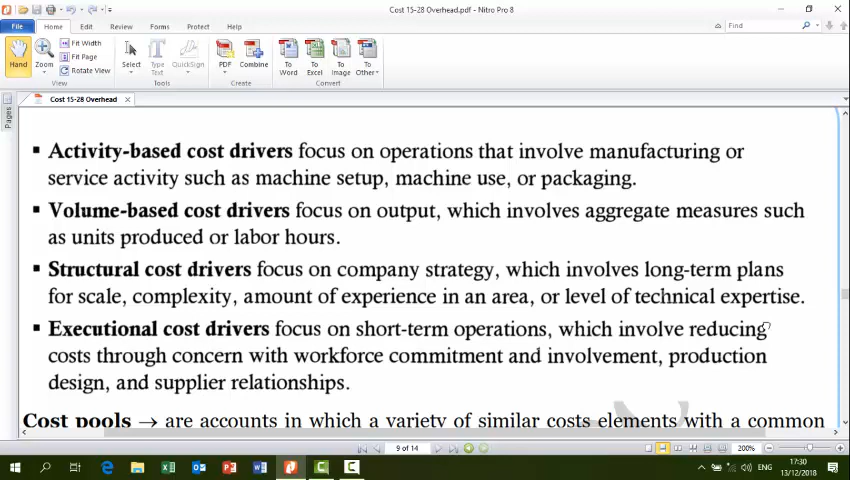 Cost 15-28 Overhead.pdf - Nitro Pro 8
File Home Edit Review Forms Protect Help
Find
Hand
Zoom
Fit Width
Fit Page
Rotate View
View
Select
Type Text
QuickSign
Tools
PDF
Combine
Create
To Word
To Excel
To Image
To Other
Convert
Cost 15-28 Overhead
Pages
▪ Activity-based cost drivers focus on operations that involve manufacturing or
service activity such as machine setup, machine use, or packaging.
▪ Volume-based cost drivers focus on output, which involves aggregate measures such
as units produced or labor hours.
▪ Structural cost drivers focus on company strategy, which involves long-term plans
for scale, complexity, amount of experience in an area, or level of technical expertise.
▪ Executional cost drivers focus on short-term operations, which involve reducing
costs through concern with workforce commitment and involvement, production
design, and supplier relationships.
Cost pools → are accounts in which a variety of similar costs elements with a common
9 of 14
200%
ENG
17:30
13/12/2018